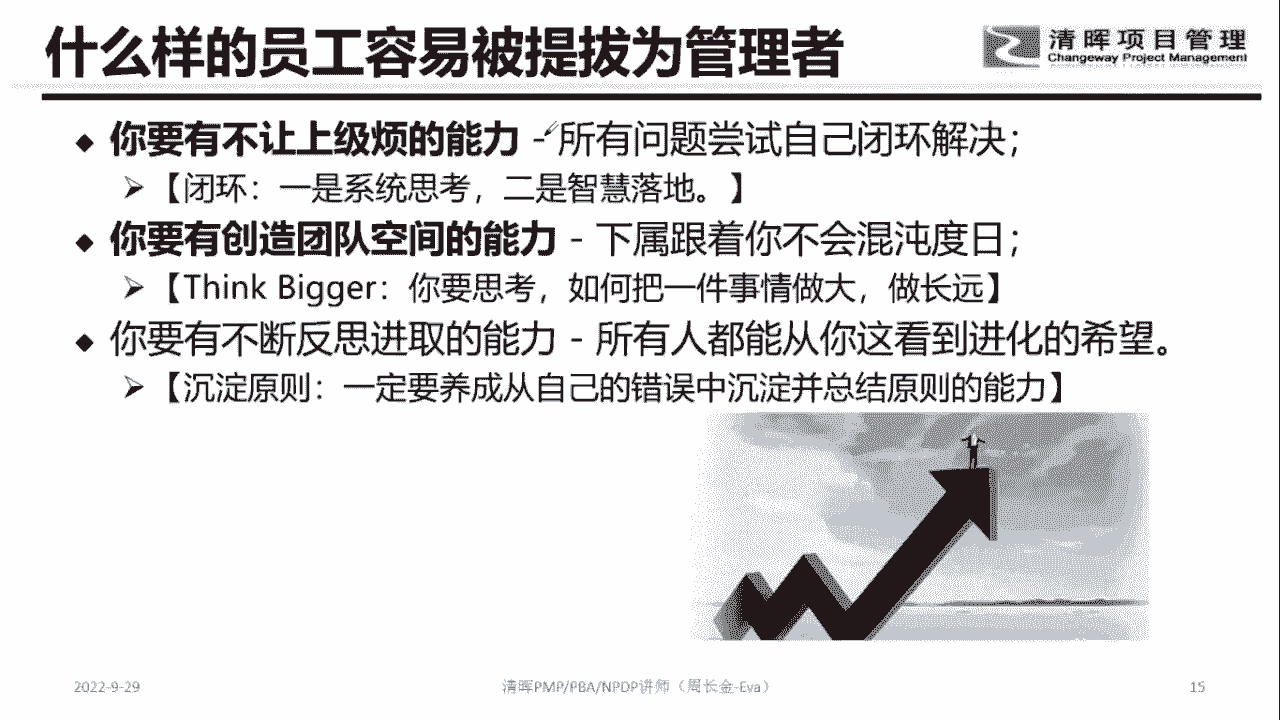 什么样的员工容易被提拔为管理者
清晖项目管理
Changeway Project Management
你要有不让上级烦的能力 - 所有问题尝试自己闭环解决；
【闭环：一是系统思考，二是智慧落地。】
你要有创造团队空间的能力 - 下属跟着你不会混沌度日；
【Think Bigger：你要思考，如何把一件事情做大，做长远】
你要有不断反思进取的能力 - 所有人都能从你这看到进化的希望。
【沉淀原则：一定要养成从自己的错误中沉淀并总结原则的能力】
2022-9-29
清晖PMP/PBA/NPDP讲师（周长金-Eva）
15